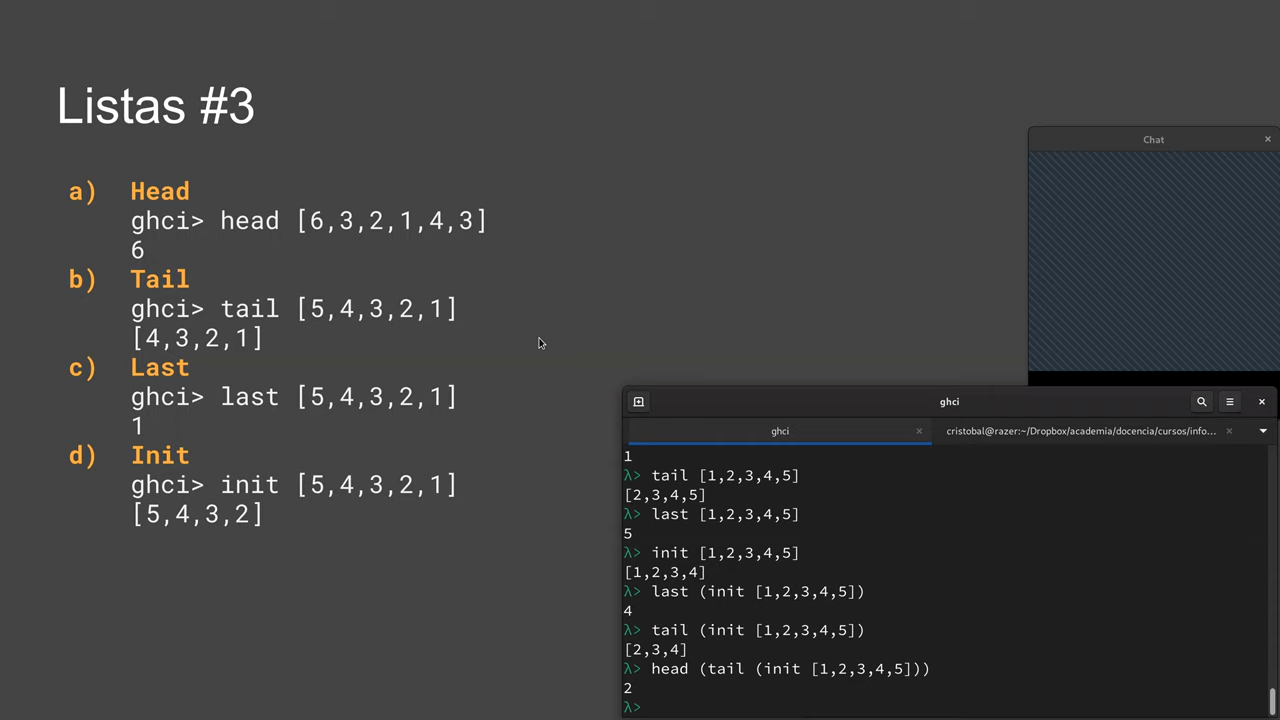 Listas #3
a) Head
ghci> head [6,3,2,1,4,3]
6
b) Tail
ghci> tail [5,4,3,2,1]
[4,3,2,1]
c) Last
ghci> last [5,4,3,2,1]
1
d) Init
ghci> init [5,4,3,2,1]
[5,4,3,2]
Chat
ghci
ghci
cristobal@razer:~/Dropbox/academia/docencia/cursos/info...
1
λ> tail [1,2,3,4,5]
[2,3,4,5]
λ> last [1,2,3,4,5]
5
λ> init [1,2,3,4,5]
[1,2,3,4]
λ> last (init [1,2,3,4,5])
4
λ> tail (init [1,2,3,4,5])
[2,3,4]
λ> head (tail (init [1,2,3,4,5]))
2
λ>